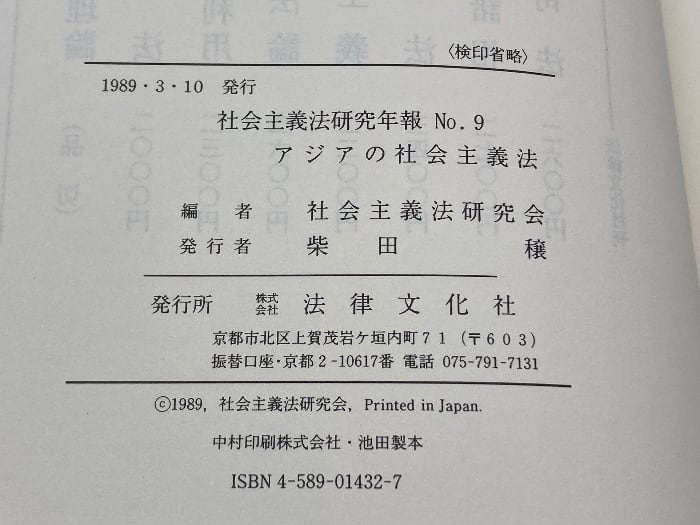 〈検印省略〉
1989・3・10 発行
社会主義法研究年報 No. 9
アジアの社会主義法
編者 社会主義法研究会
発行者 柴田 穣
発行所 株式会社 法律文化社
京都市北区上賀茂岩ケ垣内町71 (〒603)
振替口座・京都2-10617番 電話 075-791-7131
©1989, 社会主義法研究会, Printed in Japan.
中村印刷株式会社・池田製本
ISBN 4-589-01432-7